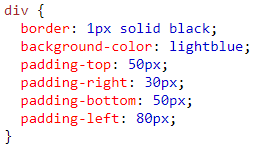 div {
  border: 1px solid black;
  background-color: lightblue;
  padding-top: 50px;
  padding-right: 30px;
  padding-bottom: 50px;
  padding-left: 80px;
}